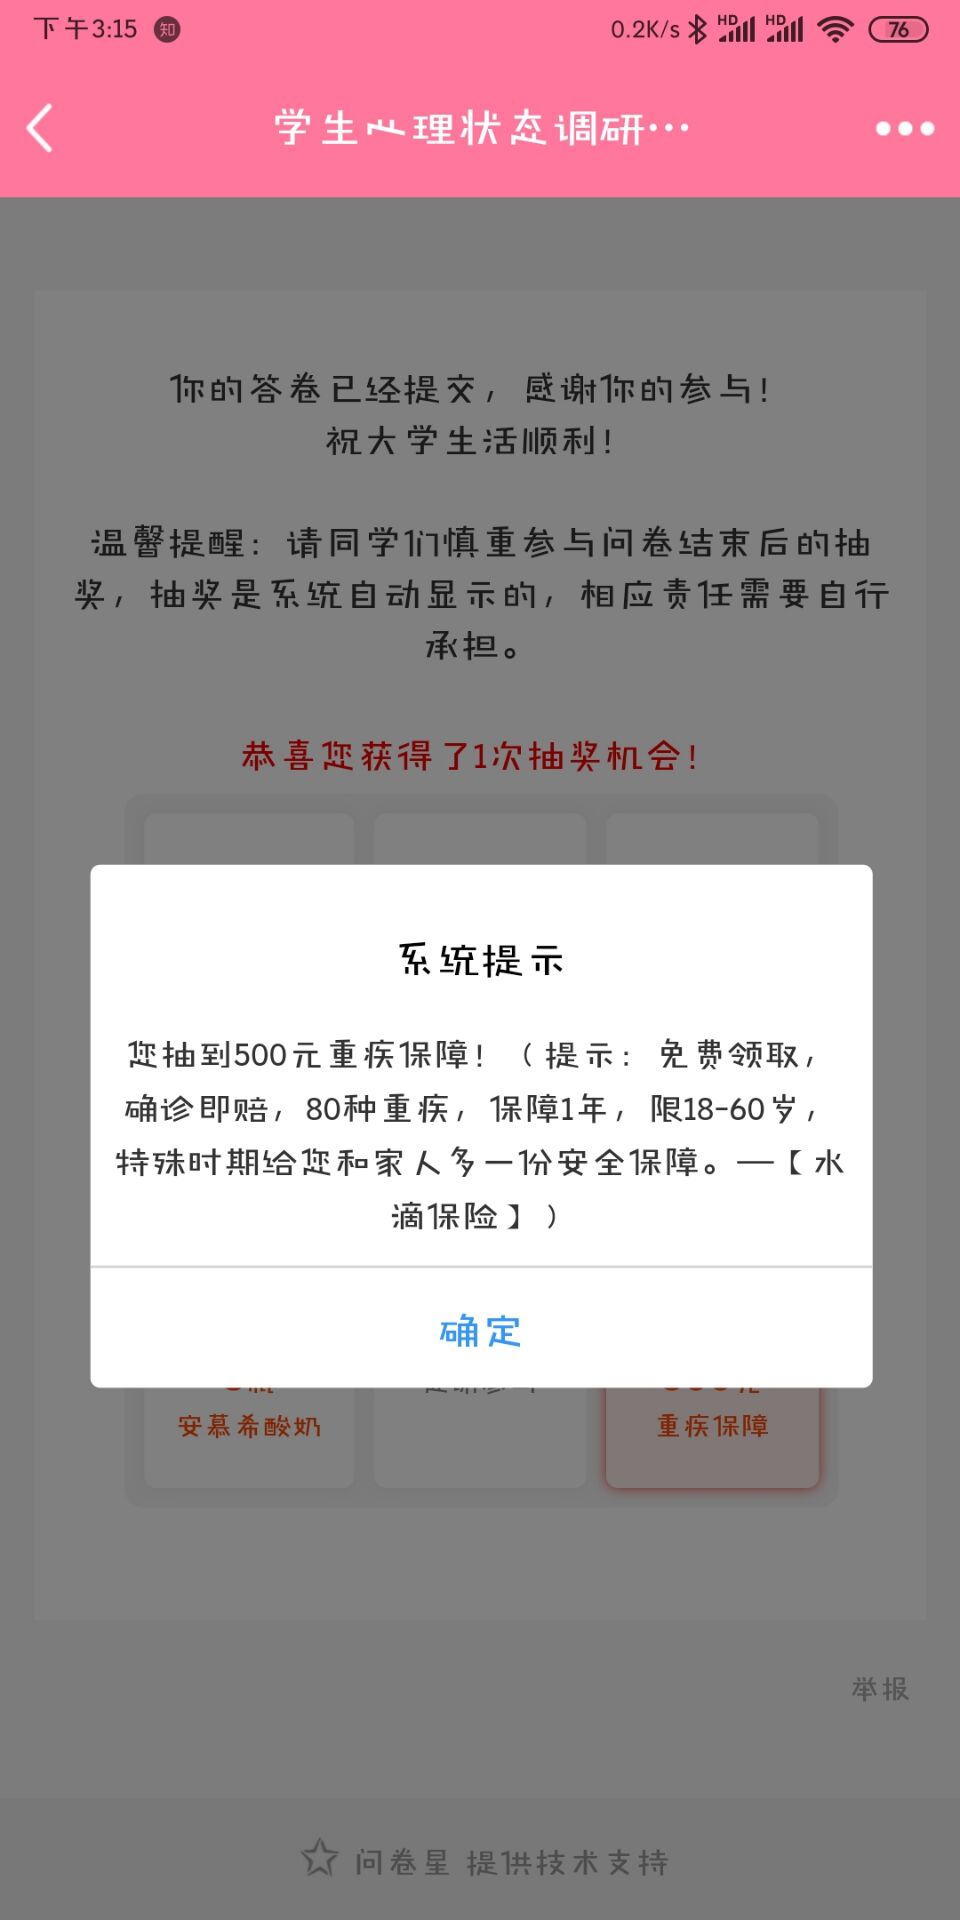 下午3:15 知 0.2K/s HD HD 76
学生心理状态调研…
你的答卷已经提交，感谢你的参与！
祝大学生活顺利！
温馨提醒：请同学们慎重参与问卷结束后的抽
奖，抽奖是系统自动显示的，相应责任需要自行
承担。
恭喜您获得了1次抽奖机会！
系统提示
您抽到500元重疾保障！（提示：免费领取，
确诊即赔，80种重疾，保障1年，限18-60岁，
特殊时期给您和家人多一份安全保障。—【水
滴保险】）
确定
安慕希酸奶 重疾保障
举报
问卷星 提供技术支持